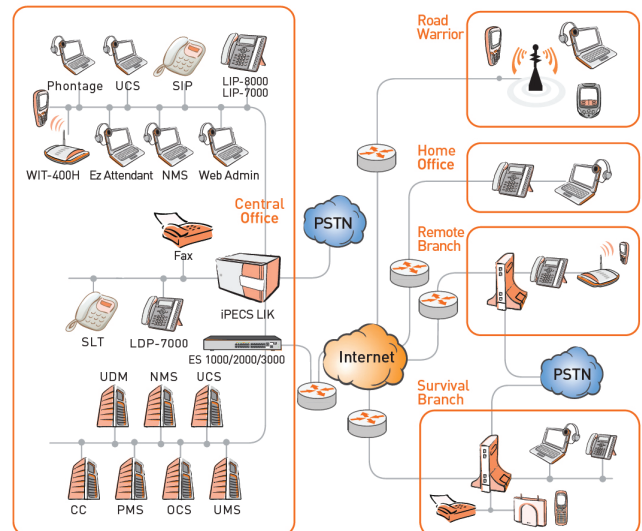 Phontage
UCS
SIP
LIP-8000
LIP-7000
WIT-400H
Ez Attendant
NMS
Web Admin
Central
Office
Fax
PSTN
iPECS LIK
SLT
LDP-7000
ES 1000/2000/3000
UDM
NMS
UCS
CC
PMS
OCS
UMS
Internet
Road
Warrior
Home
Office
Remote
Branch
PSTN
Survival
Branch